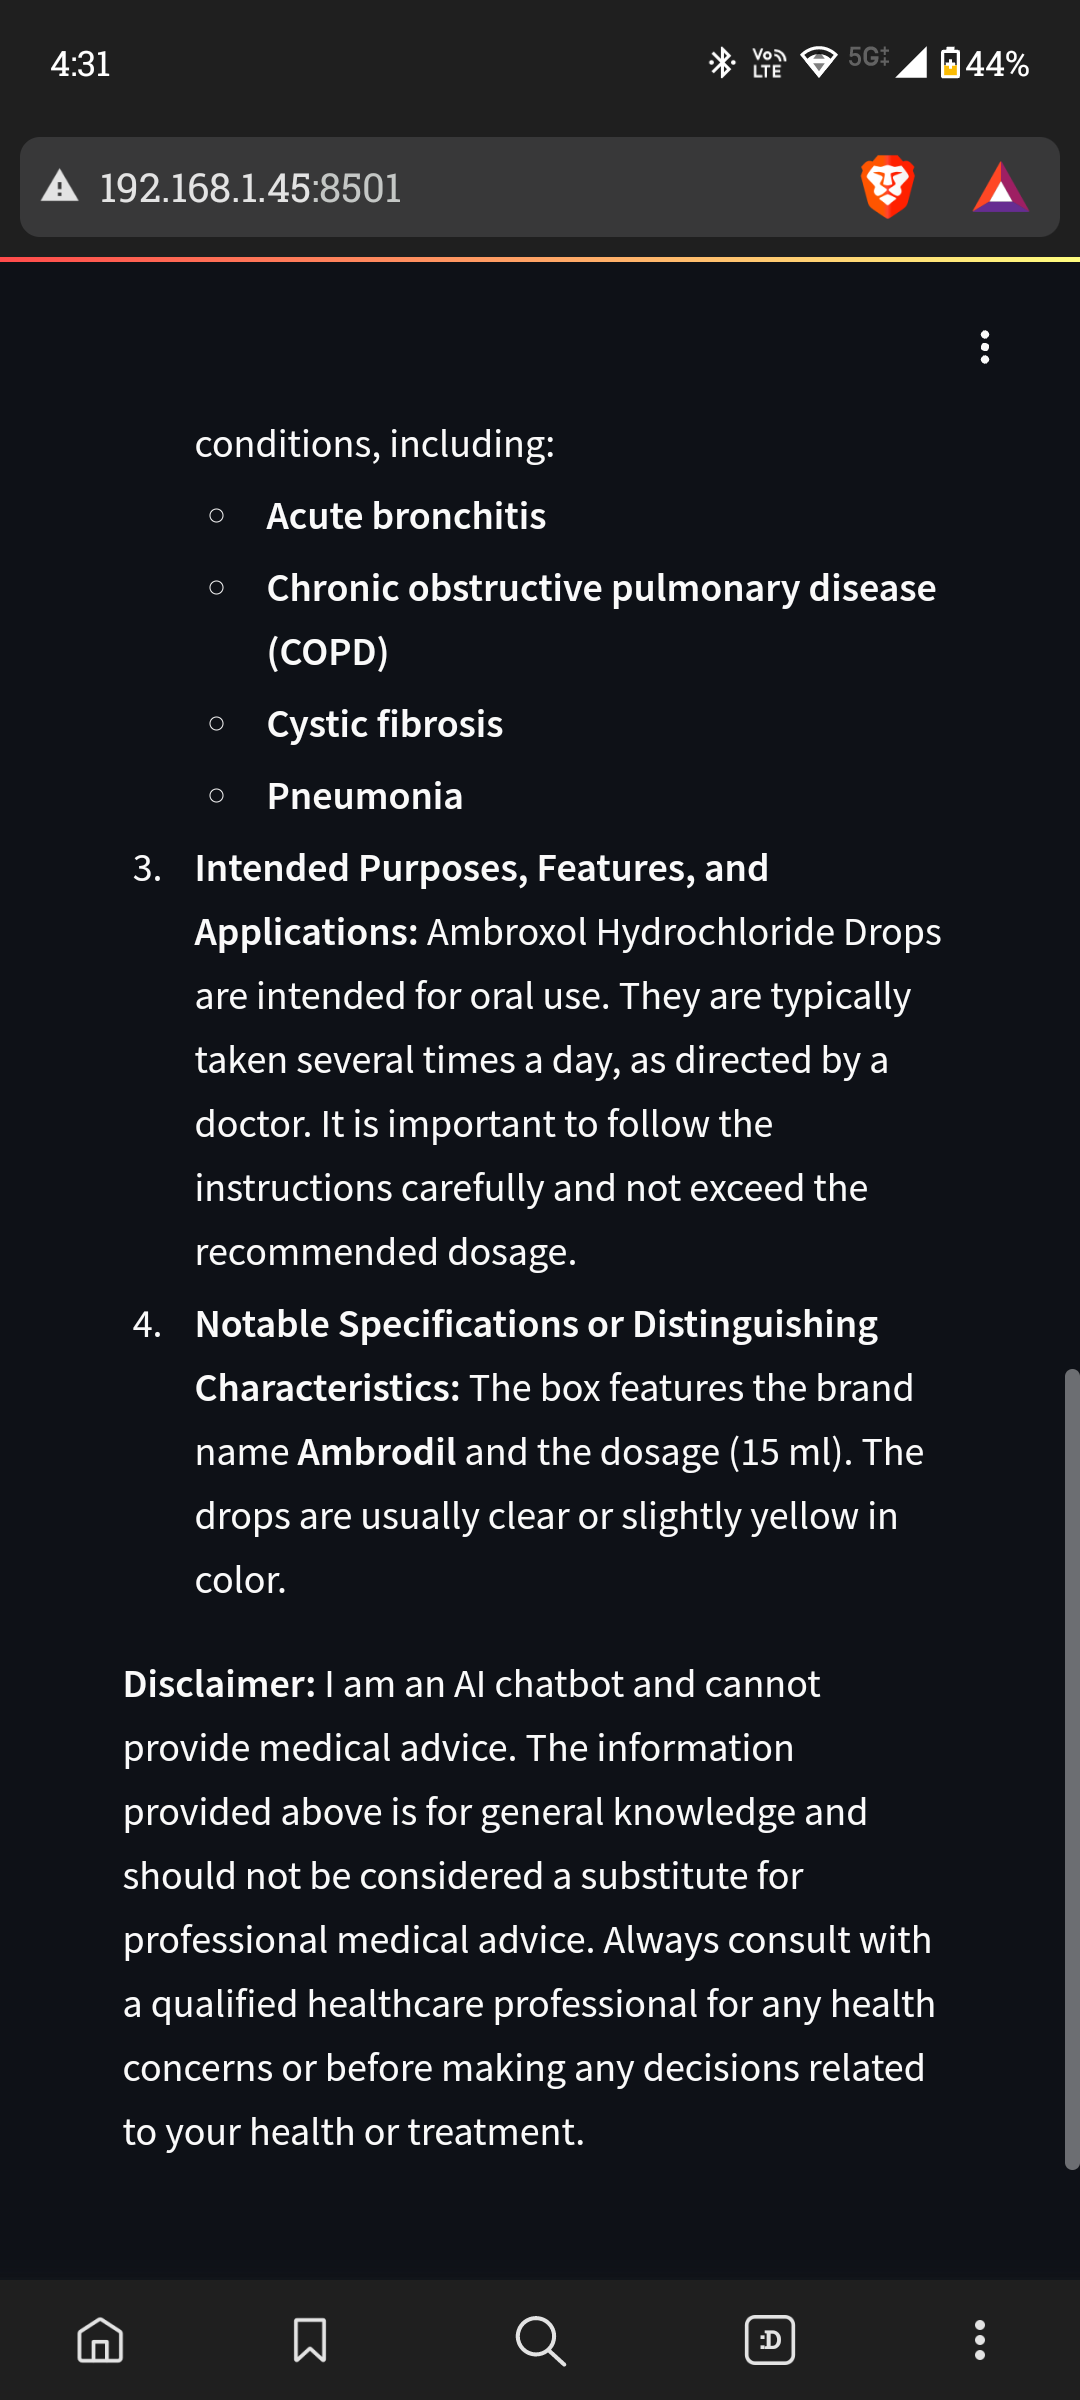 4:31
Vo
LTE
5G
44%
192.168.1.45:8501
conditions, including:
Acute bronchitis
Chronic obstructive pulmonary disease
(COPD)
Cystic fibrosis
Pneumonia
3. Intended Purposes, Features, and
Applications: Ambroxol Hydrochloride Drops
are intended for oral use. They are typically
taken several times a day, as directed by a
doctor. It is important to follow the
instructions carefully and not exceed the
recommended dosage.
4. Notable Specifications or Distinguishing
Characteristics: The box features the brand
name Ambrodil and the dosage (15 ml). The
drops are usually clear or slightly yellow in
color.
Disclaimer: I am an AI chatbot and cannot
provide medical advice. The information
provided above is for general knowledge and
should not be considered a substitute for
professional medical advice. Always consult with
a qualified healthcare professional for any health
concerns or before making any decisions related
to your health or treatment.
:D